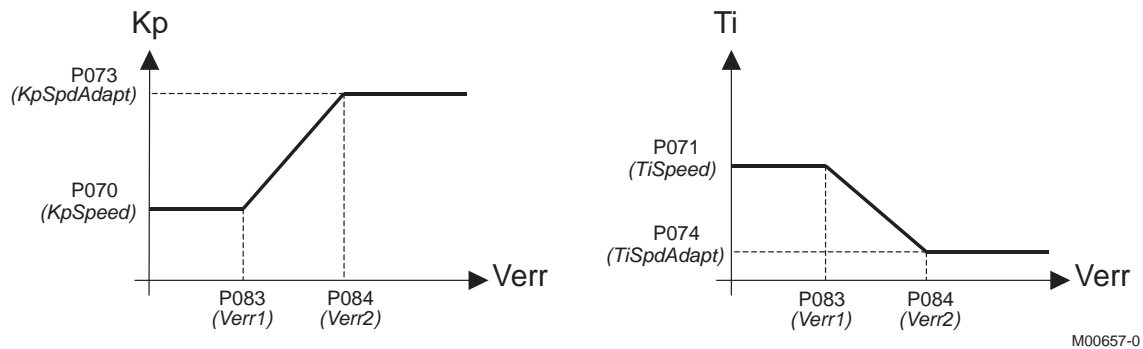 Kp
P073
(KpSpdAdapt)
P070
(KpSpeed)
Verr
P083
(Verr1)
P084
(Verr2)
Ti
P071
(TiSpeed)
P074
(TiSpdAdapt)
Verr
P083
(Verr1)
P084
(Verr2)
M00657-0